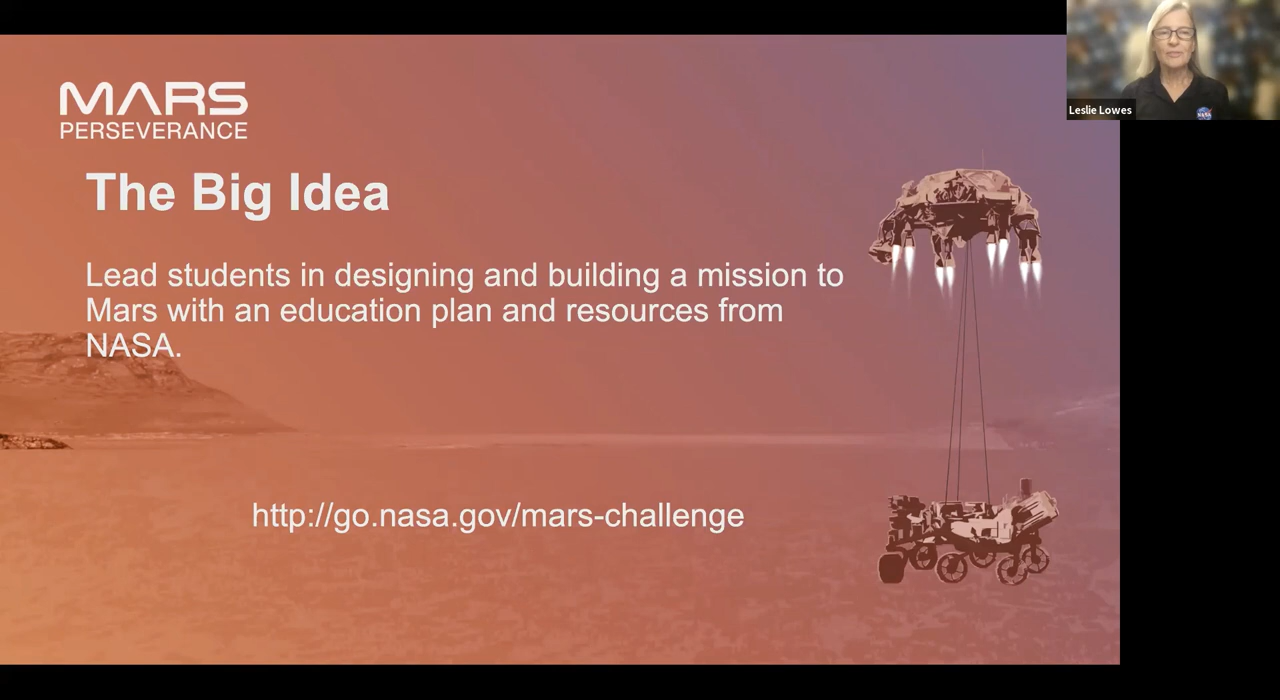 MARS
PERSEVERANCE
The Big Idea
Lead students in designing and building a mission to
Mars with an education plan and resources from
NASA.
http://go.nasa.gov/mars-challenge
Leslie Lowes
NASA